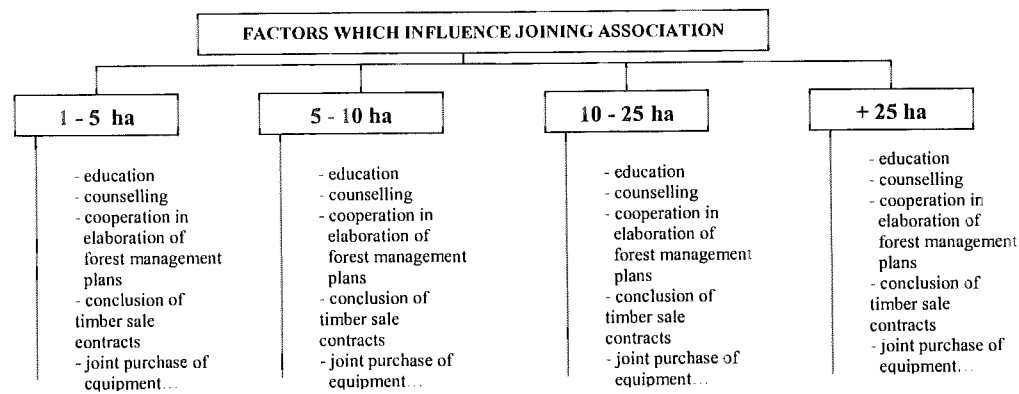 FACTORS WHICH INFLUENCE JOINING ASSOCIATION
1 - 5 ha
- education
- counselling
- cooperation in
elaboration of
forest management
plans
- conclusion of
timber sale
contracts
- joint purchase of
equipment...
5 - 10 ha
- education
- counselling
- cooperation in
elaboration of
forest management
plans
- conclusion of
timber sale
contracts
- joint purchase of
equipment...
10 - 25 ha
- education
- counselling
- cooperation in
elaboration of
forest management
plans
- conclusion of
timber sale
contracts
- joint purchase of
equipment...
+ 25 ha
- education
- counselling
- cooperation in
elaboration of
forest management
plans
- conclusion of
timber sale
contracts
- joint purchase of
equipment...